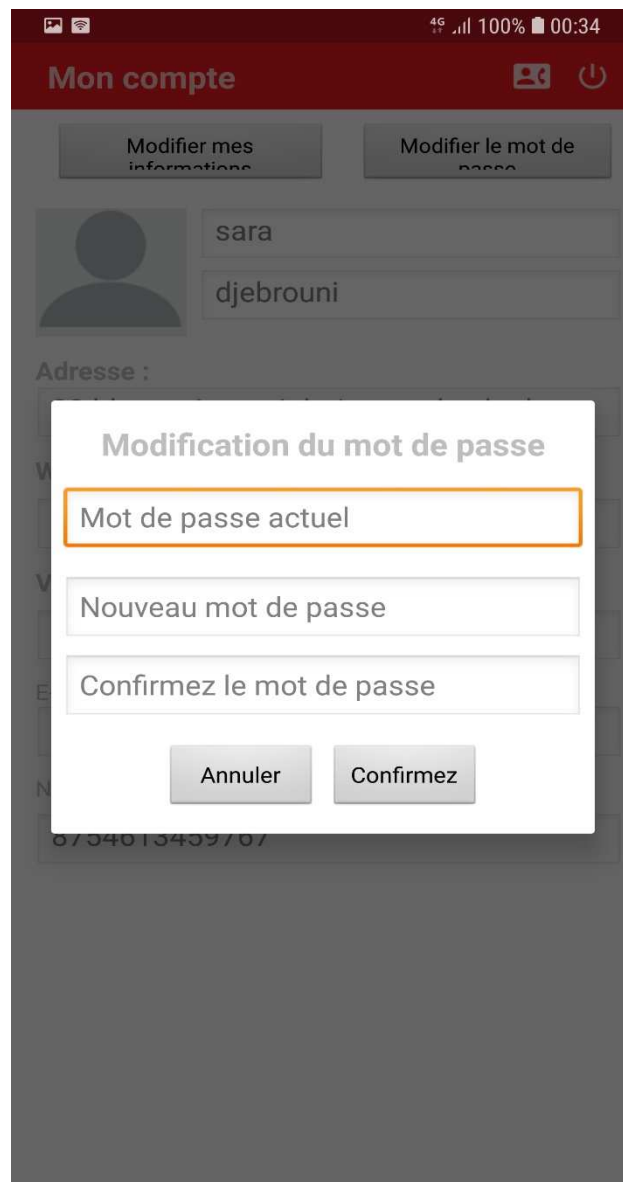 4G 100% 00:34
Mon compte
Modifier mes
informations
Modifier le mot de
passe
sara
djebrouni
Adresse :
Modification du mot de passe
Mot de passe actuel
Nouveau mot de passe
Confirmez le mot de passe
Annuler
Confirmez
8754613459767